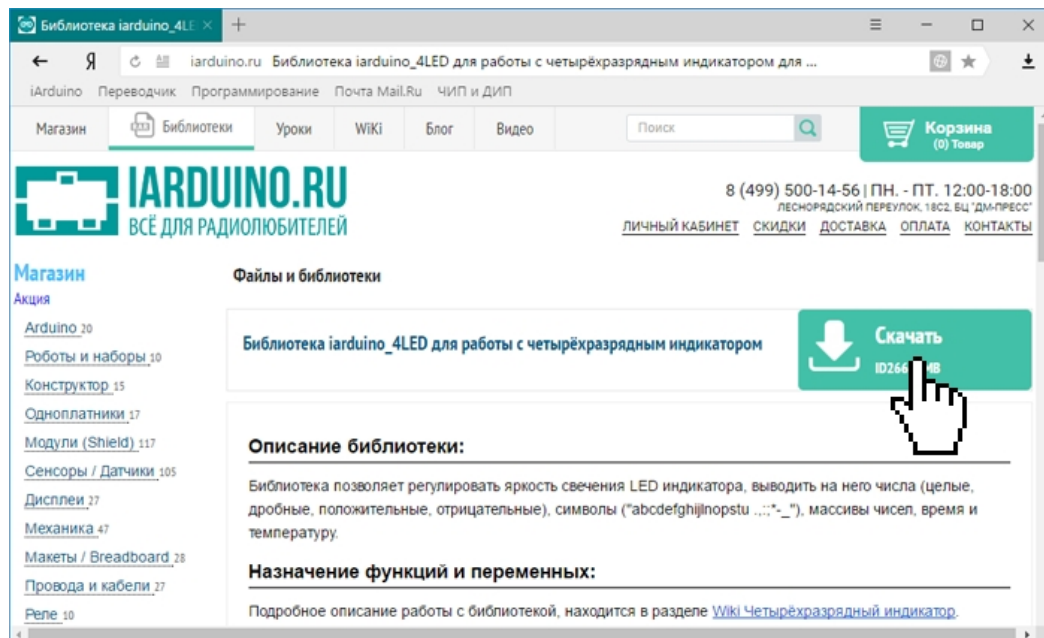 Библиотека iarduino_4LE
Я iarduino.ru Библиотека iarduino_4LED для работы с четырёхразрядным индикатором для ...
iArduino Переводчик Программирование Почта Mail.Ru ЧИП и ДИП
Магазин Библиотеки Уроки WiKi Блог Видео Поиск Корзина
(0) Товар
IARDUINO.RU
ВСЁ ДЛЯ РАДИОЛЮБИТЕЛЕЙ
8 (499) 500-14-56 | ПН. - ПТ. 12:00-18:00
ЛЕСНОРЯДСКИЙ ПЕРЕУЛОК, 18С2, БЦ "ДМ-ПРЕСС"
ЛИЧНЫЙ КАБИНЕТ СКИДКИ ДОСТАВКА ОПЛАТА КОНТАКТЫ
Магазин
Акция
Arduino 20
Роботы и наборы 10
Конструктор 15
Одноплатники 17
Модули (Shield) 117
Сенсоры / Датчики 105
Дисплеи 27
Механика 47
Макеты / Breadboard 28
Провода и кабели 27
Реле 10
Файлы и библиотеки
Библиотека iarduino_4LED для работы с четырёхразрядным индикатором
Скачать
Описание библиотеки:
Библиотека позволяет регулировать яркость свечения LED индикатора, выводить на него числа (целые,
дробные, положительные, отрицательные), символы ("abcdefghijlnopstu .,:;*-_"), массивы чисел, время и
температуру.
Назначение функций и переменных:
Подробное описание работы с библиотекой, находится в разделе Wiki Четырёхразрядный индикатор.